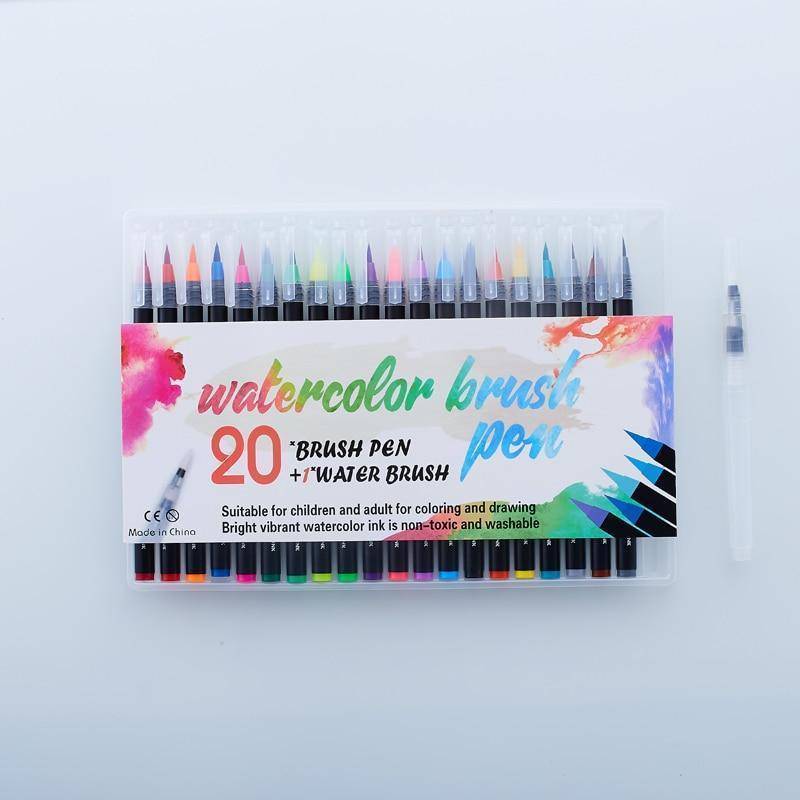 watercolor brush
pen
20
*BRUSH PEN
+1*WATER BRUSH
Suitable for children and adult for coloring and drawing
Bright vibrant watercolor ink is non-toxic and washable
CE
Made in China